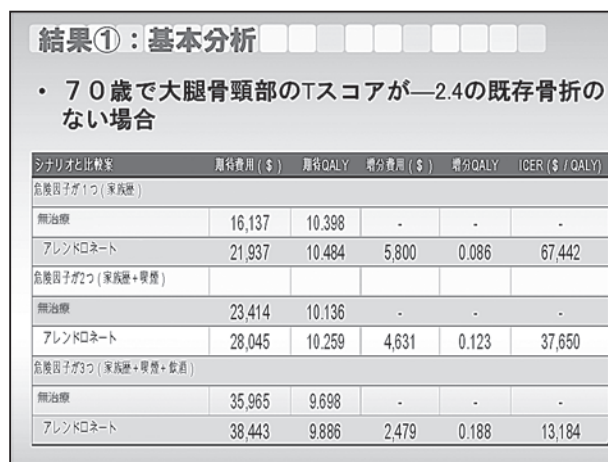 結果①：基本分析
・ ７０歳で大腿骨頸部のTスコアが―2.4の既存骨折の
ない場合
シナリオと比較案 期待費用 ( $ ) 期待QALY 増分費用 ( $ ) 増分QALY ICER ($ / QALY)
危険因子が１つ ( 家族歴 )
無治療 16,137 10.398 - - -
アレンドロネート 21,937 10.484 5,800 0.086 67,442
危険因子が2つ ( 家族歴＋喫煙 )
無治療 23,414 10.136 - - -
アレンドロネート 28,045 10.259 4,631 0.123 37,650
危険因子が3つ ( 家族歴＋喫煙＋飲酒 )
無治療 35,965 9.698 - - -
アレンドロネート 38,443 9.886 2,479 0.188 13,184